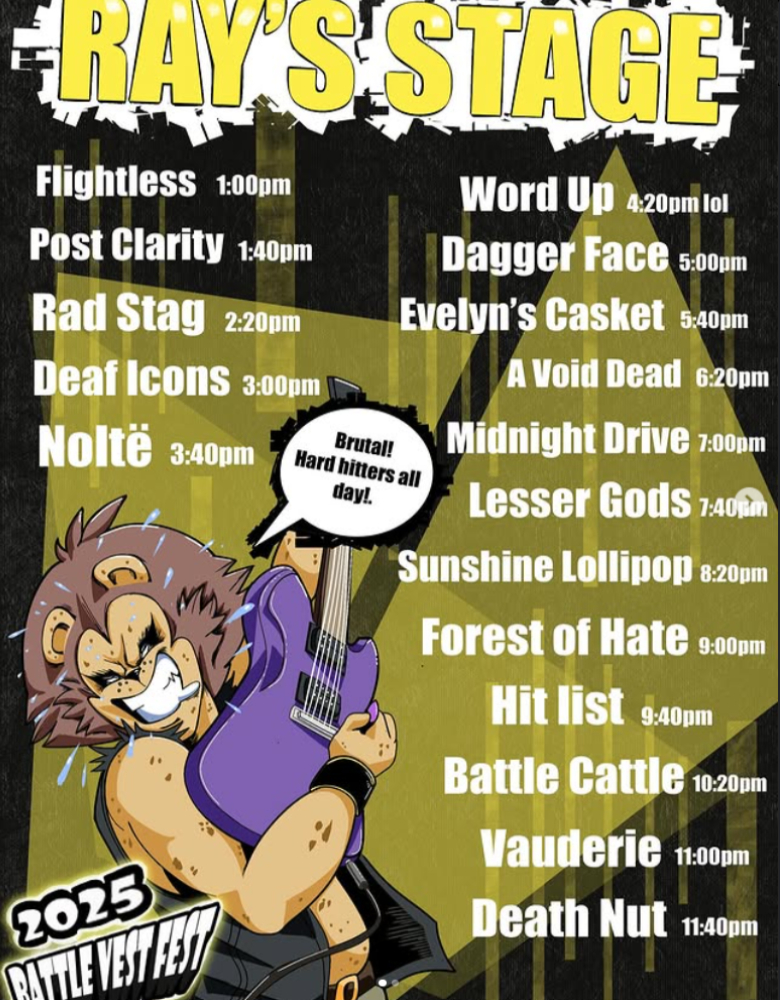 RAY'S STAGE
Flightless 1:00pm
Post Clarity 1:40pm
Rad Stag 2:20pm
Deaf Icons 3:00pm
Noltë 3:40pm
Word Up 4:20pm lol
Dagger Face 5:00pm
Evelyn's Casket 5:40pm
A Void Dead 6:20pm
Midnight Drive 7:00pm
Lesser Gods 7:40pm
Sunshine Lollipop 8:20pm
Forest of Hate 9:00pm
Hit list 9:40pm
Battle Cattle 10:20pm
Vauderie 11:00pm
Death Nut 11:40pm
Brutal!
Hard hitters all
day!.
2025
BATTLE VEST FEST